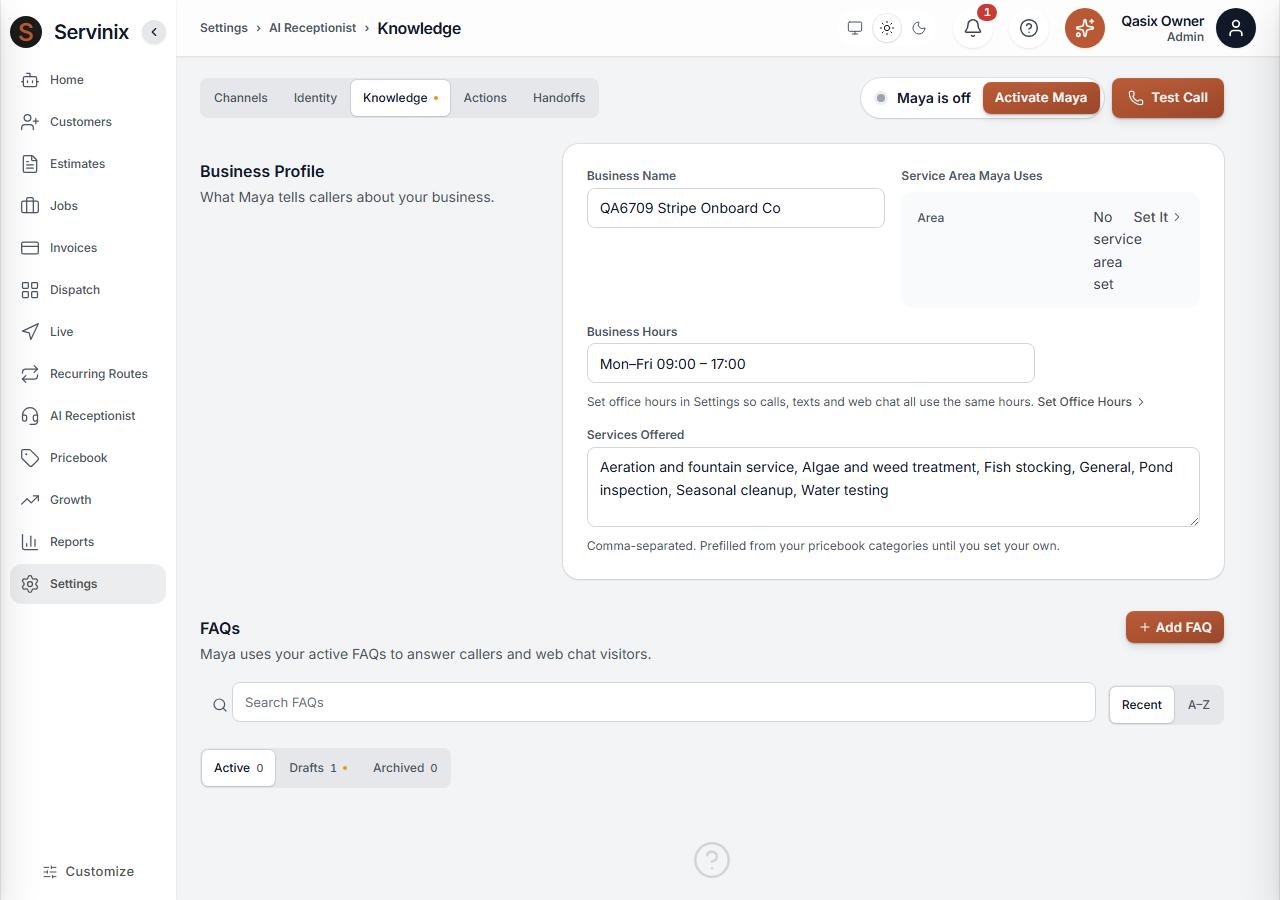 S Servinix
Settings › AI Receptionist › Knowledge
1
Qasix Owner
Admin
Home
Customers
Estimates
Jobs
Invoices
Dispatch
Live
Recurring Routes
AI Receptionist
Pricebook
Growth
Reports
Settings
Customize
Channels Identity Knowledge Actions Handoffs
Maya is off Activate Maya Test Call
Business Profile
What Maya tells callers about your business.
Business Name
QA6709 Stripe Onboard Co
Service Area Maya Uses
Area
No
service
area
set
Set It
Business Hours
Mon–Fri 09:00 – 17:00
Set office hours in Settings so calls, texts and web chat all use the same hours. Set Office Hours
Services Offered
Aeration and fountain service, Algae and weed treatment, Fish stocking, General, Pond
inspection, Seasonal cleanup, Water testing
Comma-separated. Prefilled from your pricebook categories until you set your own.
FAQs
Maya uses your active FAQs to answer callers and web chat visitors.
+ Add FAQ
Search FAQs
Recent A–Z
Active 0 Drafts 1 Archived 0